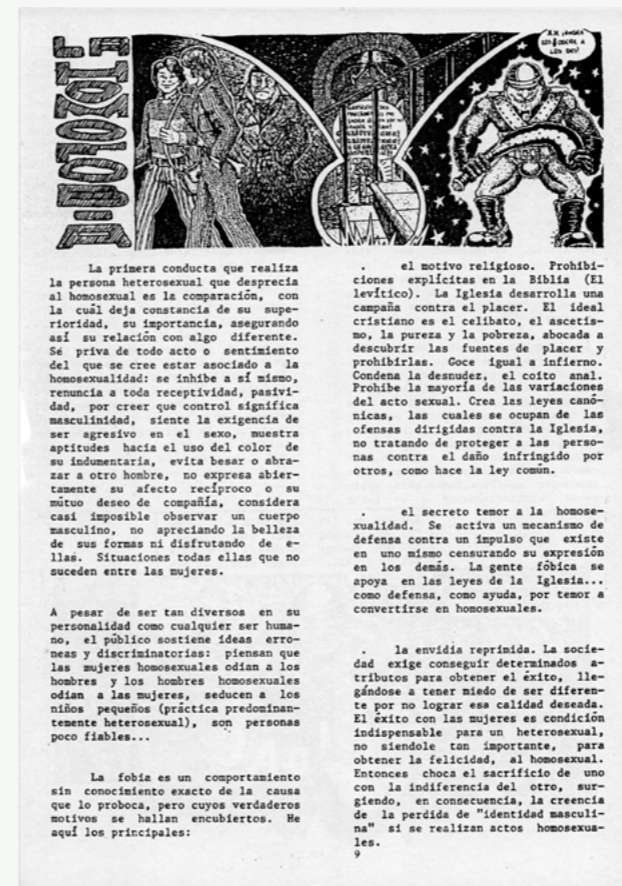 La primera conducta que realiza
la persona heterosexual que desprecia
al homosexual es la comparación, con
la cuál deja constancia de su supe-
rioridad, su importancia, asegurando
así su relación con algo diferente.
Se priva de todo acto o sentimiento
del que se cree estar asociado a la
homosexualidad: se inhibe a sí mismo,
renuncia a toda receptividad, pasivi-
dad, por creer que control significa
masculinidad, siente la exigencia de
ser agresivo en el sexo, muestra
aptitudes hacia el uso del color de
su indumentaria, evita besar o abra-
zar a otro hombre, no expresa abier-
tamente su afecto recíproco o su
mútuo deseo de compañía, considera
casi imposible observar un cuerpo
masculino, no apreciando la belleza
de sus formas ni disfrutando de e-
llas. Situaciones todas ellas que no
suceden entre las mujeres.
A pesar de ser tan diversos en su
personalidad como cualquier ser huma-
no, el público sostiene ideas erro-
neas y discriminatorias: piensan que
las mujeres homosexuales odian a los
hombres y los hombres homosexuales
odian a las mujeres, seducen a los
niños pequeños (práctica predominan-
temente heterosexual), son personas
poco fiables...
La fobia es un comportamiento
sin conocimiento exacto de la causa
que lo proboca, pero cuyos verdaderos
motivos se hallan encubiertos. He
aquí los principales:
. el motivo religioso. Prohibi-
ciones explícitas en la Biblia (El
levítico). La Iglesia desarrolla una
campaña contra el placer. El ideal
cristiano es el celibato, el ascetis-
mo, la pureza y la pobreza, abocada a
descubrir las fuentes de placer y
prohibirlas. Goce igual a infierno.
Condena la desnudez, el coito anal.
Prohibe la mayoría de las variaciones
del acto sexual. Crea las leyes canó-
nicas, las cuales se ocupan de las
ofensas dirigidas contra la Iglesia,
no tratando de proteger a las perso-
nas contra el daño infringido por
otros, como hace la ley común.
. el secreto temor a la homose-
xualidad. Se activa un mecanismo de
defensa contra un impulso que existe
en uno mismo censurando su expresión
en los demás. La gente fóbica se
apoya en las leyes de la Iglesia...
como defensa, como ayuda, por temor a
convertirse en homosexuales.
. la envidia reprimida. La socie-
dad exige conseguir determinados a-
tributos para obtener el éxito, lle-
gándose a tener miedo de ser diferen-
te por no lograr esa calidad deseada.
El éxito con las mujeres es condición
indispensable para un heterosexual,
no siendole tan importante, para
obtener la felicidad, al homosexual.
Entonces choca el sacrificio de uno
con la indiferencia del otro, sur-
giendo, en consecuencia, la creencia
de la perdida de "identidad masculi-
na" si se realizan actos homosexua-
les.
9